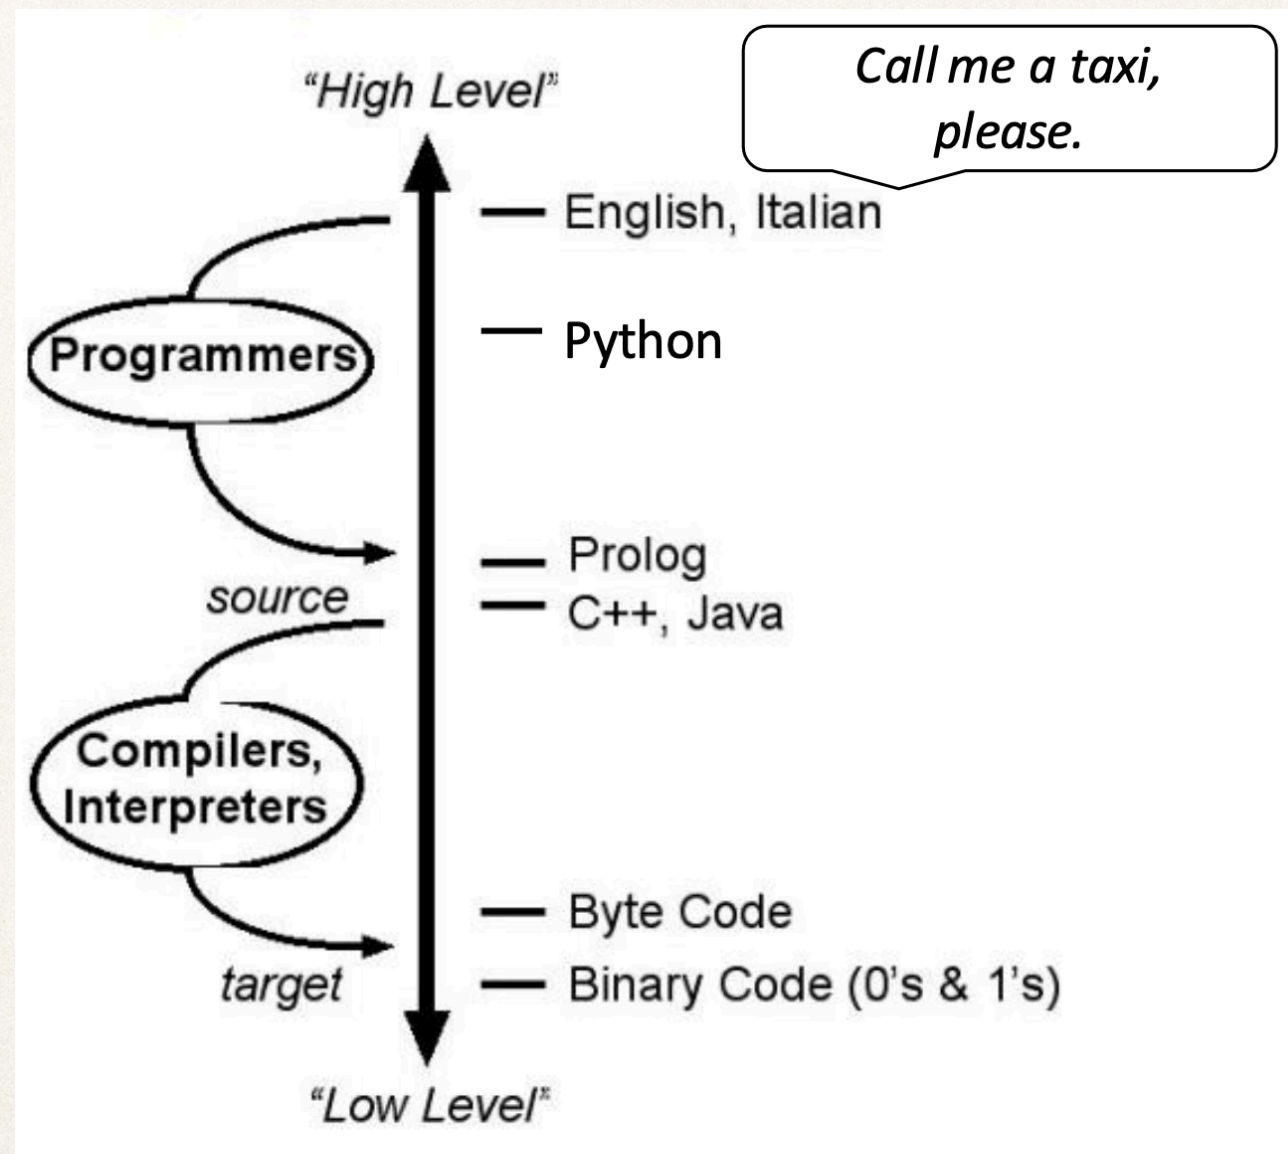 Call me a taxi,
please.
“High Level”
English, Italian
Programmers
Python
Prolog
source
C++, Java
Compilers,
Interpreters
Byte Code
target
Binary Code (0’s & 1’s)
“Low Level”